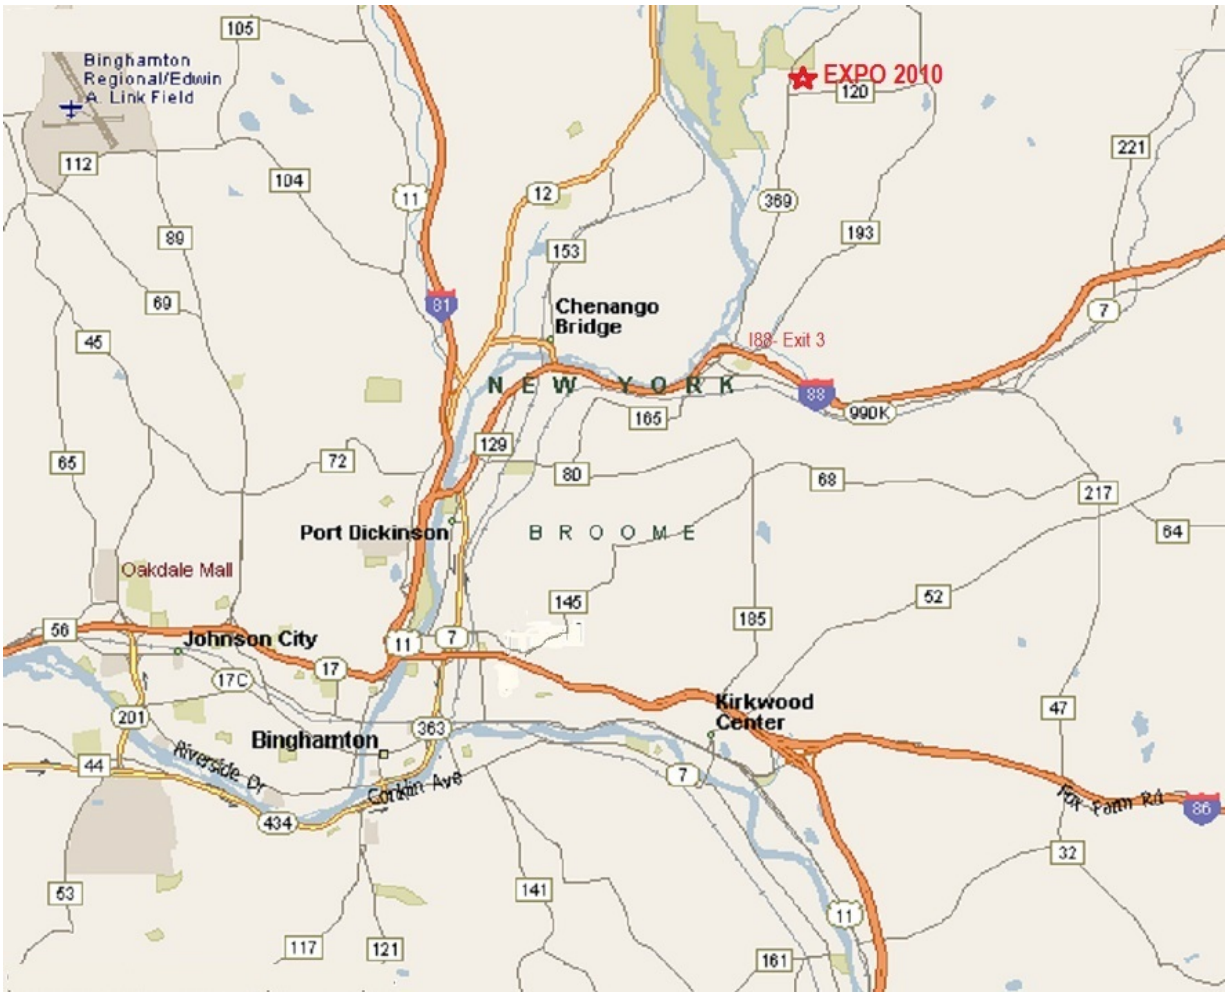 105
Binghamton
Regional/Edwin
A. Link Field
EXPO 2010
120
112
104
11
12
221
369
89
153
193
69
81
Chenango
Bridge
7
45
I88- Exit 3
NEW YORK
88
990K
165
129
65
72
80
68
217
Port Dickinson
BROOME
64
Oakdale Mall
145
52
185
56
Johnson City
11
7
17
17C
Kirkwood
Center
47
201
363
Binghamton
44
Riverside Dr
7
Conklin Ave
Fox Farm Rd
86
434
32
53
141
11
117
121
161